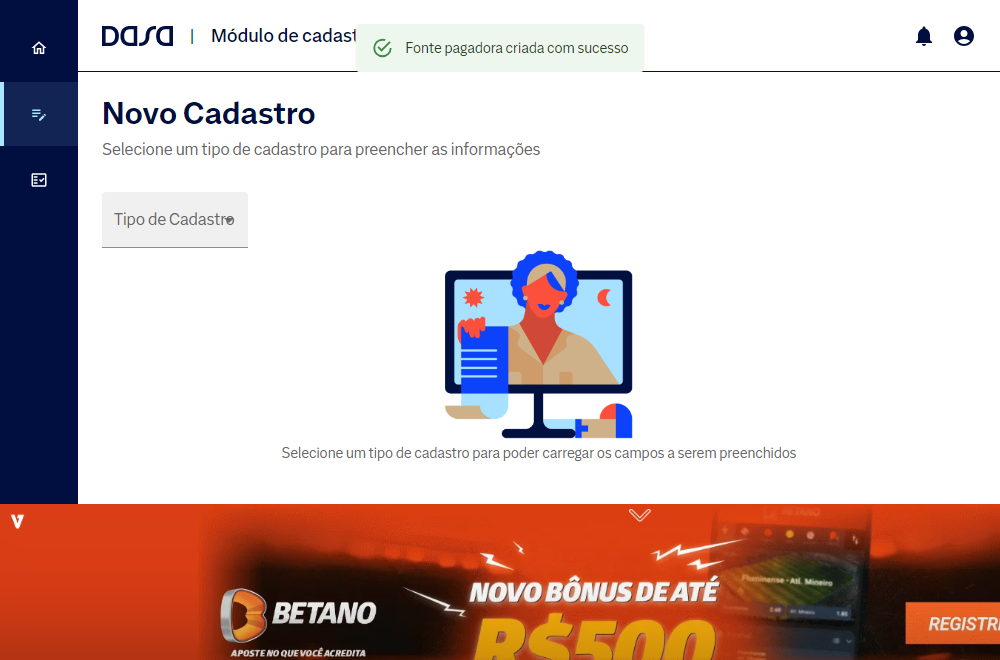 Dasa | Módulo de cadast
Fonte pagadora criada com sucesso
Novo Cadastro
Selecione um tipo de cadastro para preencher as informações
Tipo de Cadastro
Selecione um tipo de cadastro para poder carregar os campos a serem preenchidos
V
BETANO
Fluminense - Atl. Mineiro
NOVO BÔNUS DE ATÉ
BETANO
R$500
REGISTR
APOSTE NO QUE VOCÊ ACREDITA